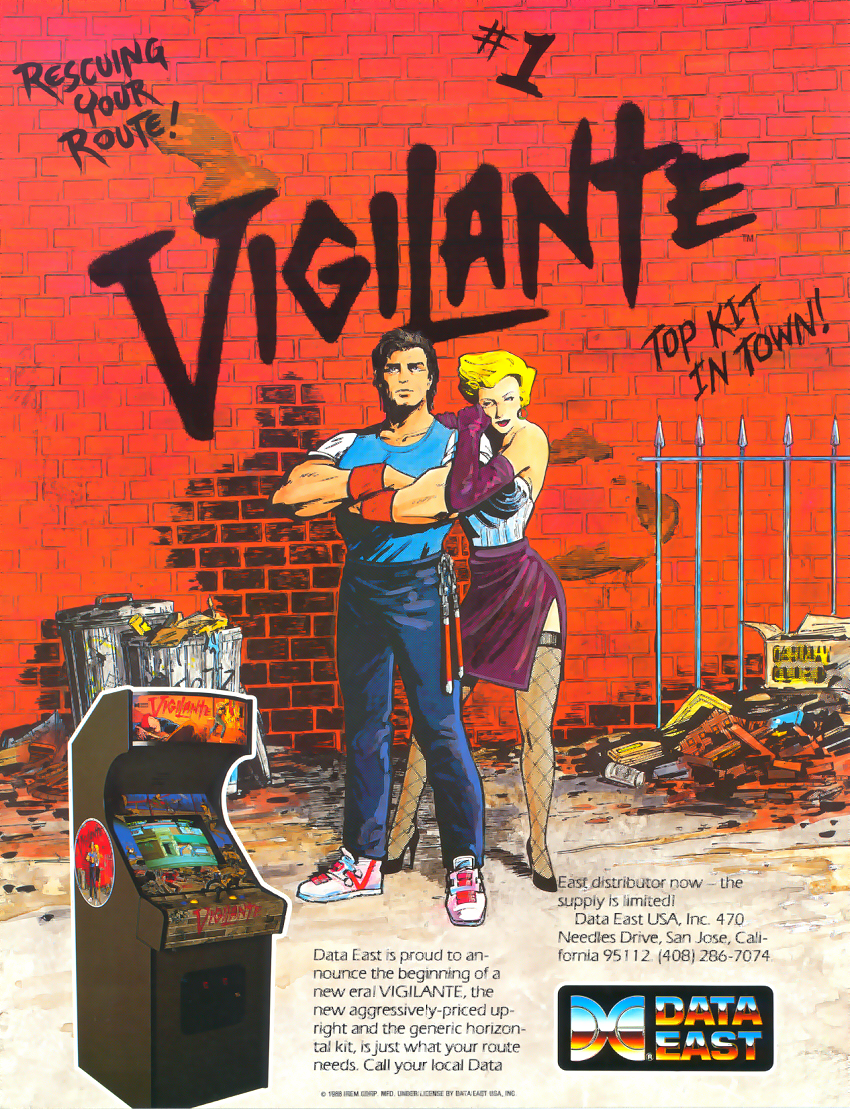 RESCUING
YOUR
ROUTE!
#1
VIGILANTE
TM
TOP KIT
IN TOWN!
VIGILANTE
VIGILANTE
Data East is proud to an-
nounce the beginning of a
new era! VIGILANTE, the
new aggressively-priced up-
right and the generic horizon-
tal kit, is just what your route
needs. Call your local Data
East distributor now – the
supply is limited!
Data East USA, Inc. 470
Needles Drive, San Jose, Cali-
fornia 95112. (408) 286-7074
DATA
EAST
®
© 1988 IREM CORP. MFD. UNDER LICENSE BY DATA EAST USA, INC.